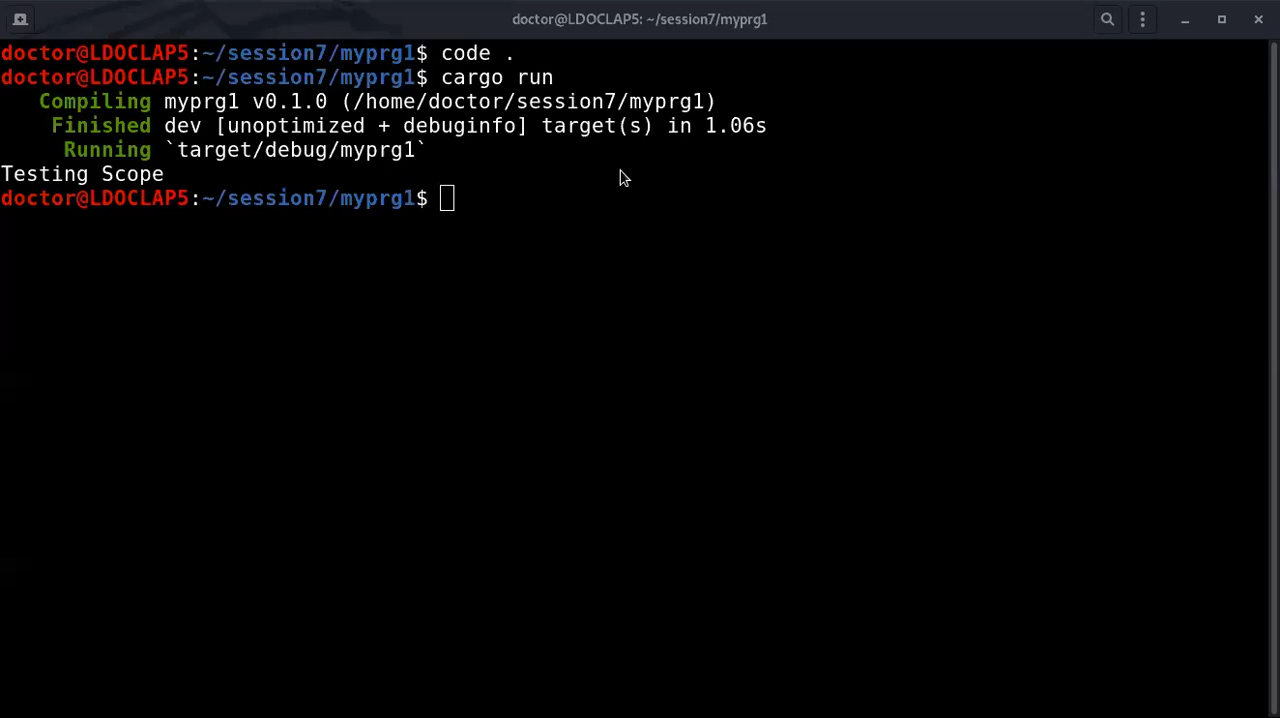 doctor@LDOCLAP5: ~/session7/myprg1
doctor@LDOCLAP5:~/session7/myprg1$ code .
doctor@LDOCLAP5:~/session7/myprg1$ cargo run
   Compiling myprg1 v0.1.0 (/home/doctor/session7/myprg1)
    Finished dev [unoptimized + debuginfo] target(s) in 1.06s
     Running `target/debug/myprg1`
Testing Scope
doctor@LDOCLAP5:~/session7/myprg1$